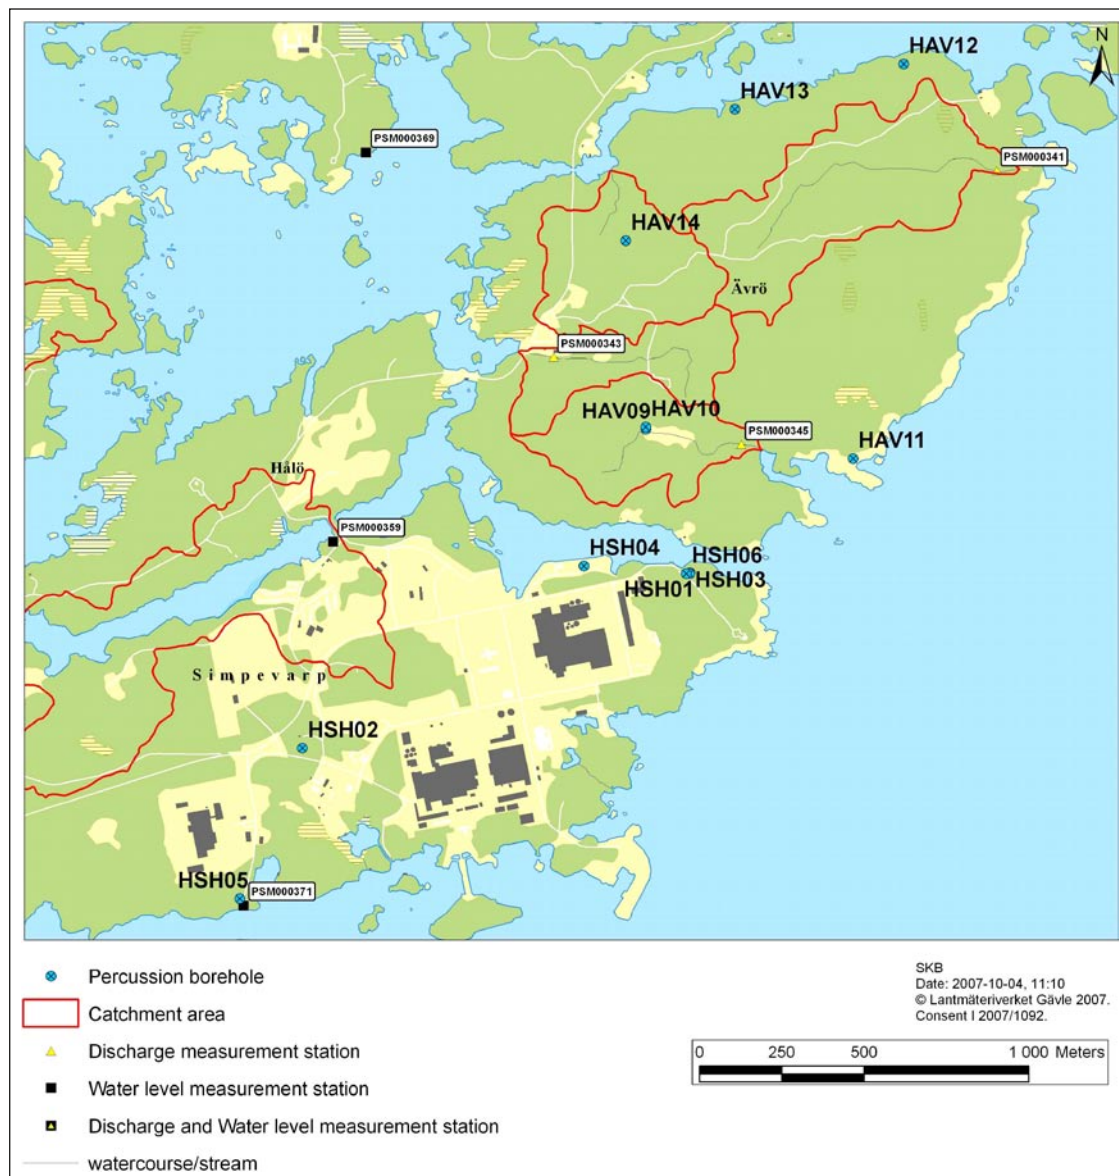 N
HAV12
HAV13
PSM000369
PSM000341
HAV14
Ävrö
PSM000343
HAV09 HAV10
PSM000345
HAV11
Hålö
PSM000359
HSH04
HSH06
HSH03
HSH01
Simpevarp
HSH02
HSH05
PSM000371
Percussion borehole
Catchment area
Discharge measurement station
Water level measurement station
Discharge and Water level measurement station
watercourse/stream
SKB
Date: 2007-10-04, 11:10
© Lantmäteriverket Gävle 2007.
Consent I 2007/1092.
0 250 500 1 000 Meters